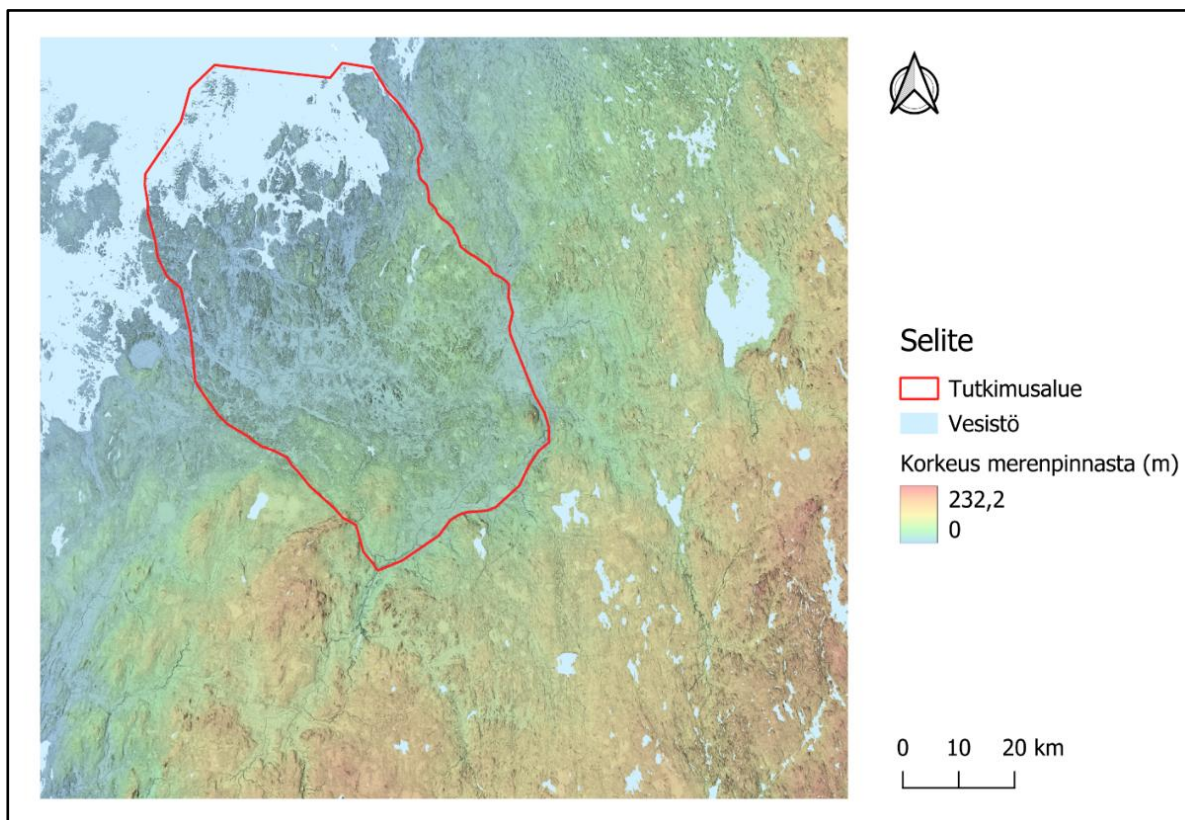 Selite
Tutkimusalue
Vesistö
Korkeus merenpinnasta (m)
232,2
0
0 10 20 km